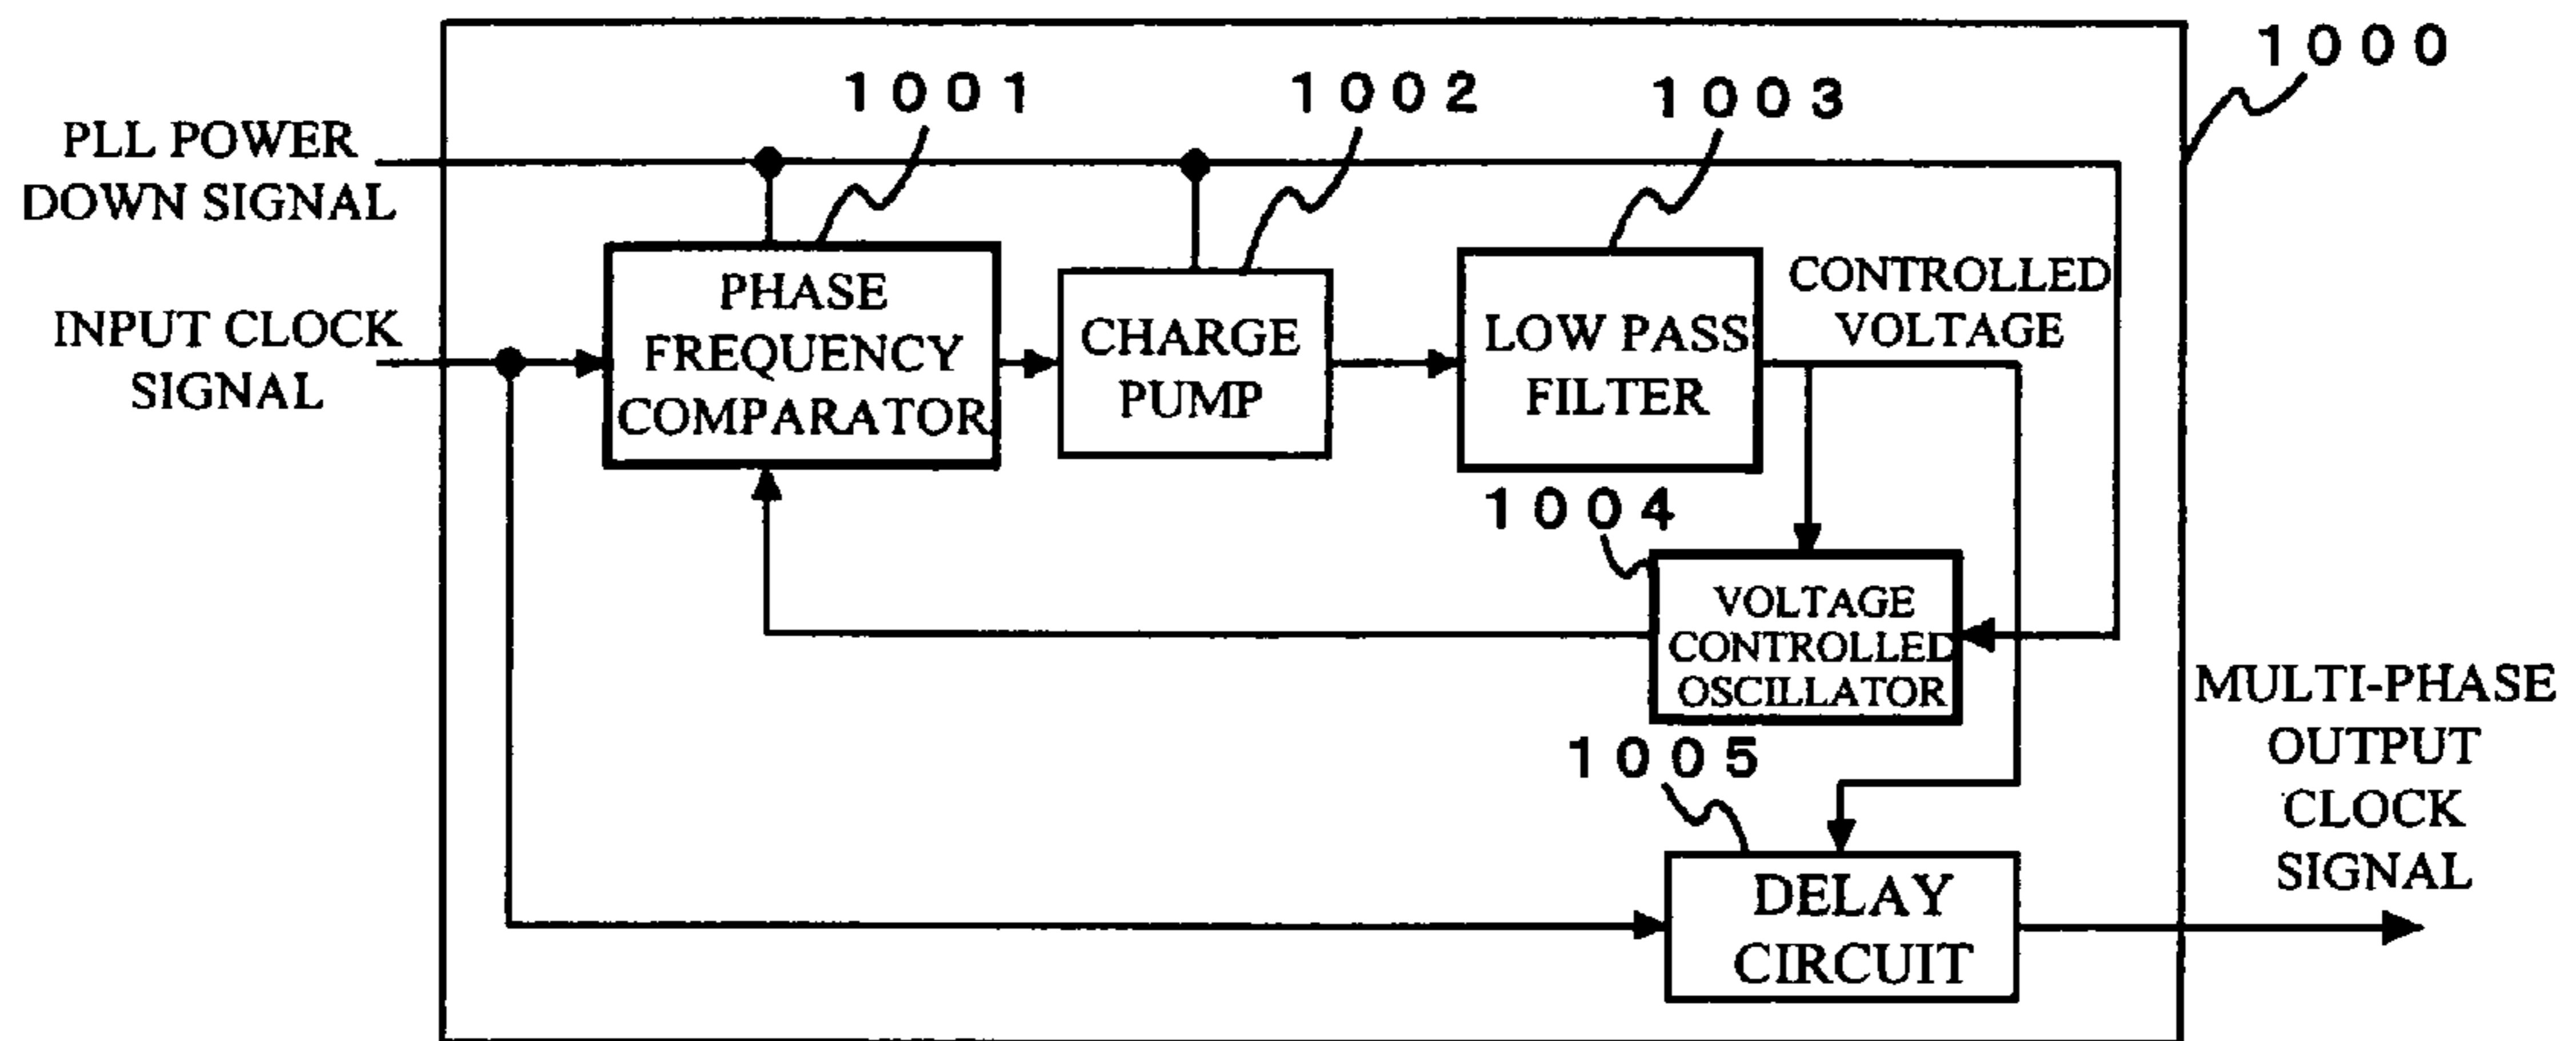 1000
1001
1002
1003
PLL POWER
DOWN SIGNAL
INPUT CLOCK
SIGNAL
PHASE
FREQUENCY
COMPARATOR
CHARGE
PUMP
LOW PASS
FILTER
CONTROLLED
VOLTAGE
1004
VOLTAGE
CONTROLLED
OSCILLATOR
1005
DELAY
CIRCUIT
MULTI-PHASE
OUTPUT
CLOCK
SIGNAL